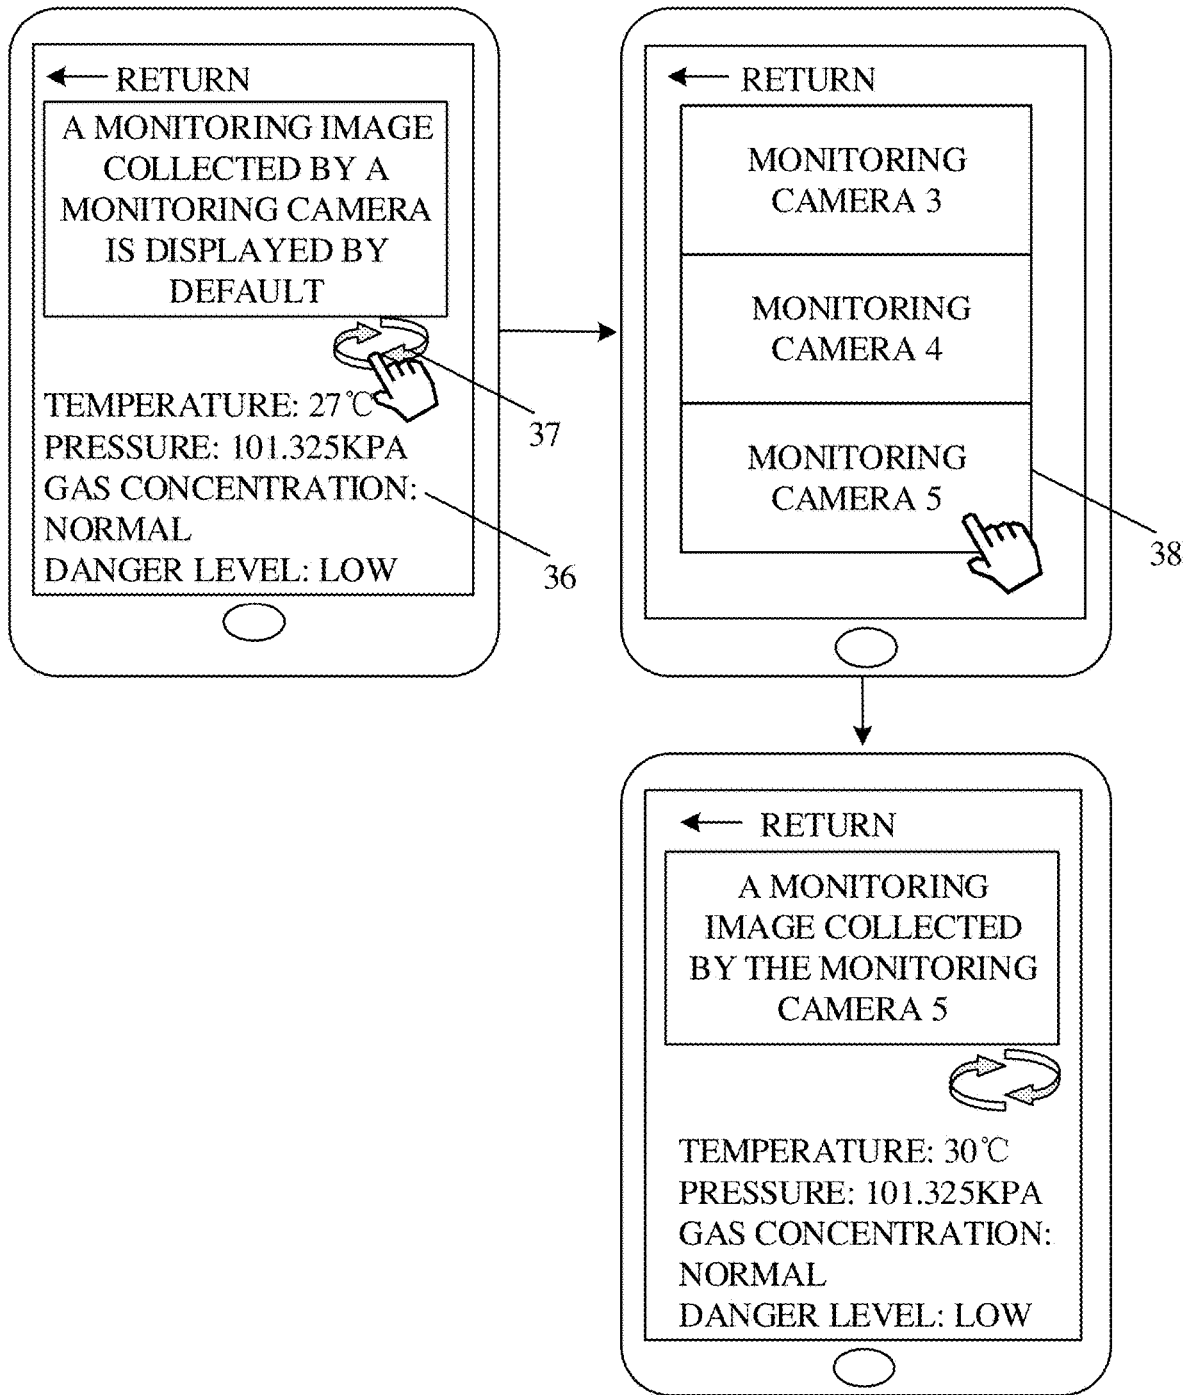 RETURN
A MONITORING IMAGE
COLLECTED BY A
MONITORING CAMERA
IS DISPLAYED BY
DEFAULT
TEMPERATURE: 27℃
PRESSURE: 101.325KPA
GAS CONCENTRATION:
NORMAL
DANGER LEVEL: LOW
37
36
RETURN
MONITORING
CAMERA 3
MONITORING
CAMERA 4
MONITORING
CAMERA 5
38
RETURN
A MONITORING
IMAGE COLLECTED
BY THE MONITORING
CAMERA 5
TEMPERATURE: 30℃
PRESSURE: 101.325KPA
GAS CONCENTRATION:
NORMAL
DANGER LEVEL: LOW